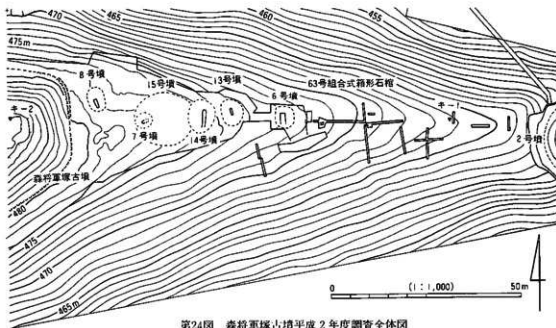 470
465
460
455
475m
8号墳
15号墳
13号墳
6号墳
63号組合式箱形石棺
キ-1
キ-2
7号墳
14号墳
2号墳
森将軍塚古墳
480
475
470
465m
0
(1:1,000)
50m
第24図 森将軍塚古墳平成2年度調査全体図